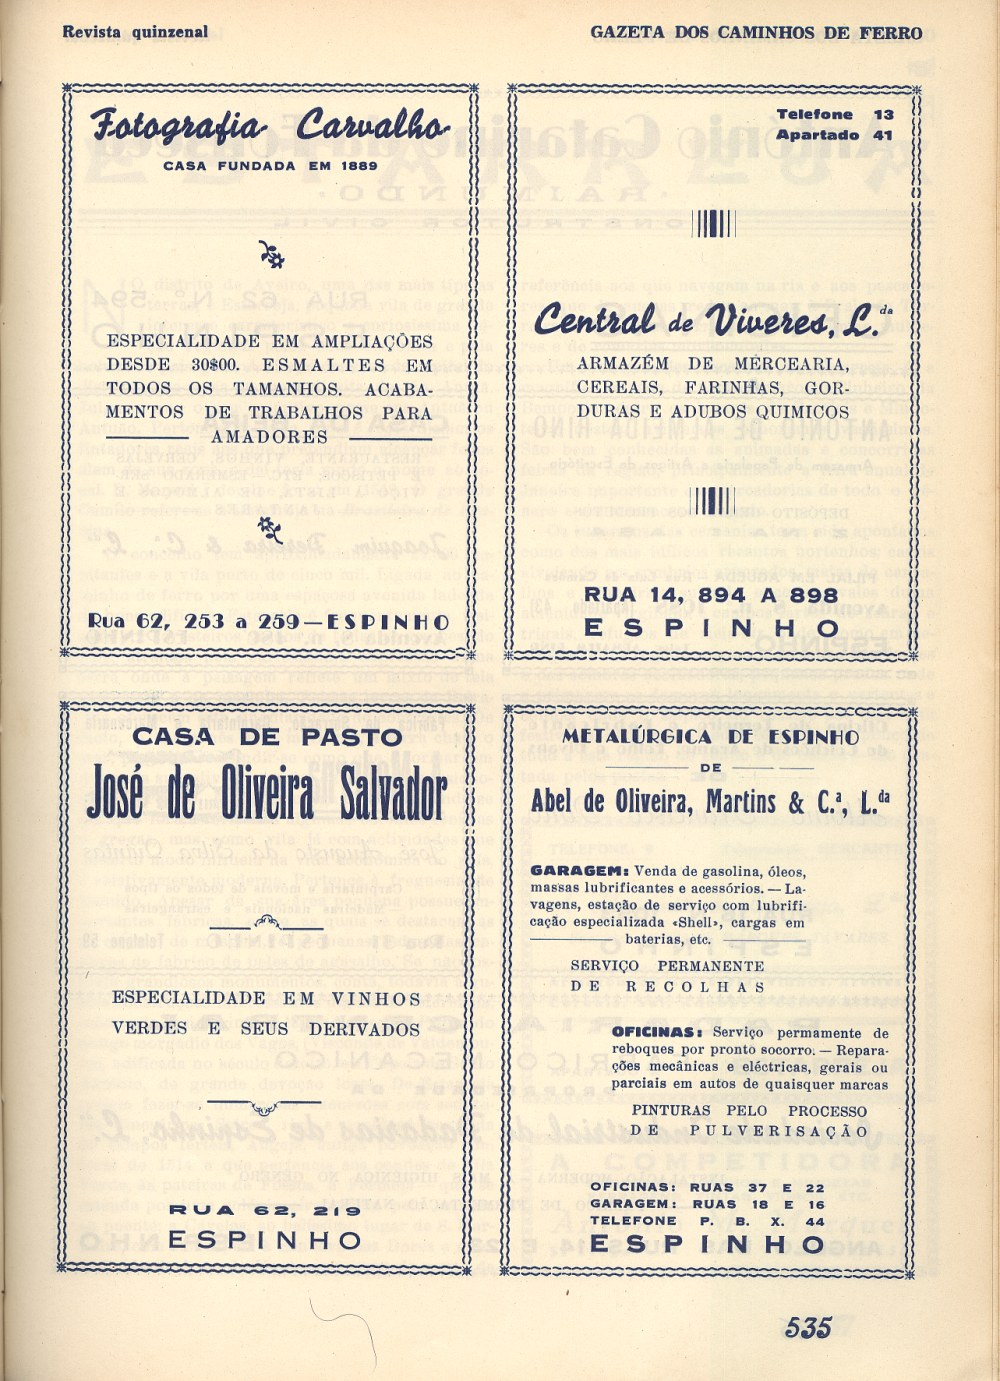 Revista quinzenal
GAZETA DOS CAMINHOS DE FERRO
Fotografia Carvalho
CASA FUNDADA EM 1889
ESPECIALIDADE EM AMPLIAÇÕES
DESDE 30$00. ESMALTES EM
TODOS OS TAMANHOS. ACABA-
MENTOS DE TRABALHOS PARA
AMADORES
Rua 62, 253 a 259—ESPINHO
Telefone 13
Apartado 41
Central de Viveres, L.da
ARMAZÉM DE MERCEARIA,
CEREAIS, FARINHAS, GOR-
DURAS E ADUBOS QUIMICOS
RUA 14, 894 A 898
ESPINHO
CASA DE PASTO
José de Oliveira Salvador
ESPECIALIDADE EM VINHOS
VERDES E SEUS DERIVADOS
RUA 62, 219
ESPINHO
METALÚRGICA DE ESPINHO
DE
Abel de Oliveira, Martins & C.ª, L.da
GARAGEM: Venda de gasolina, óleos,
massas lubrificantes e acessórios. — La-
vagens, estação de serviço com lubrifi-
cação especializada «Shell», cargas em
baterias, etc.
SERVIÇO PERMANENTE
DE RECOLHAS
OFICINAS: Serviço permamente de
reboques por pronto socorro. — Repara-
ções mecânicas e eléctricas, gerais ou
parciais em autos de quaisquer marcas
PINTURAS PELO PROCESSO
DE PULVERISAÇÃO
OFICINAS: RUAS 37 E 22
GARAGEM: RUAS 18 E 16
TELEFONE P. B. X. 44
ESPINHO
535